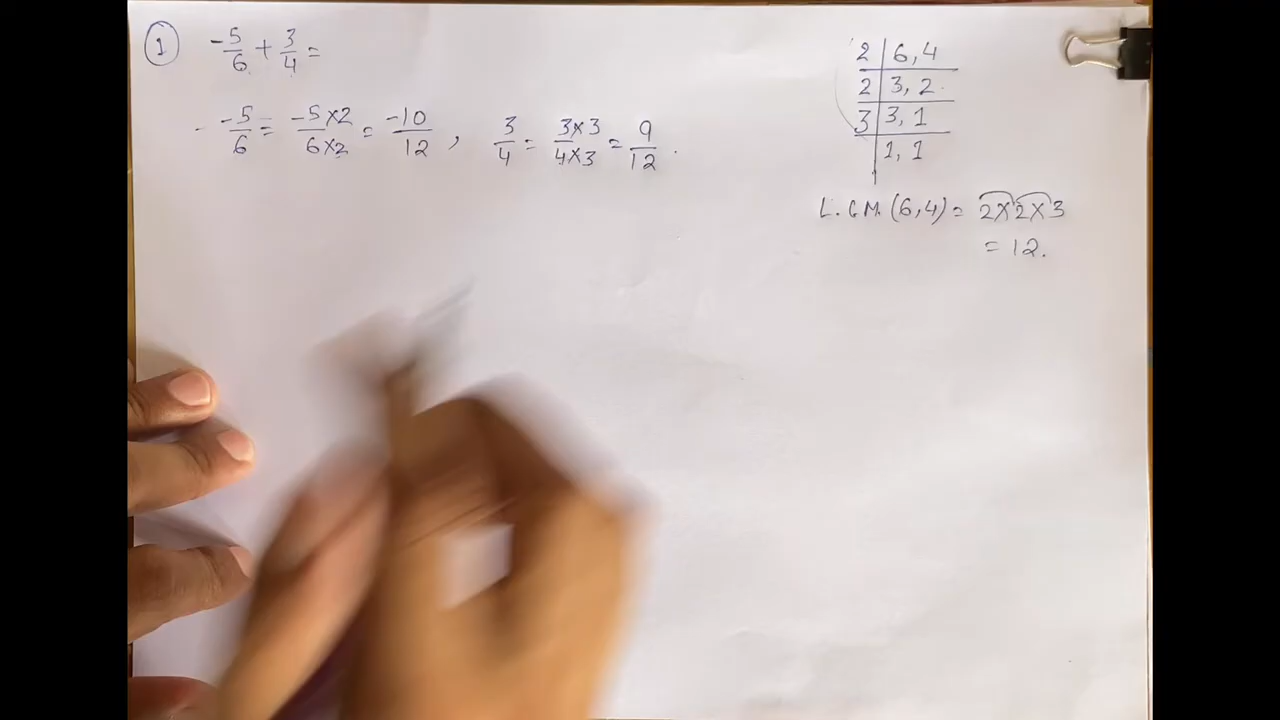 1 -5/6 + 3/4 =
-5/6 = -5×2/6×2 = -10/12 , 3/4 = 3×3/4×3 = 9/12 .
2 | 6, 4
2 | 3, 2
3 | 3, 1
1, 1
L.C.M. (6,4) = 2×2×3
= 12.